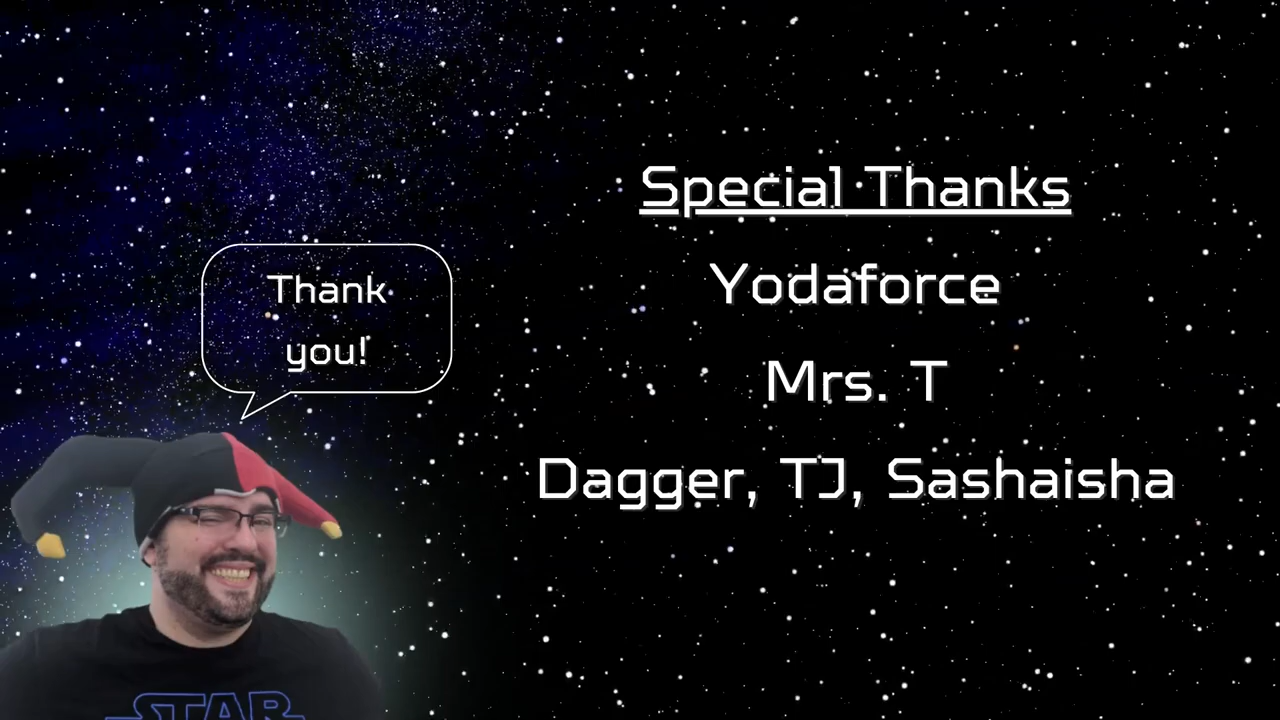 Special Thanks
Yodaforce
Mrs. T
Dagger, TJ, Sashaisha
Thank
you!
STAR